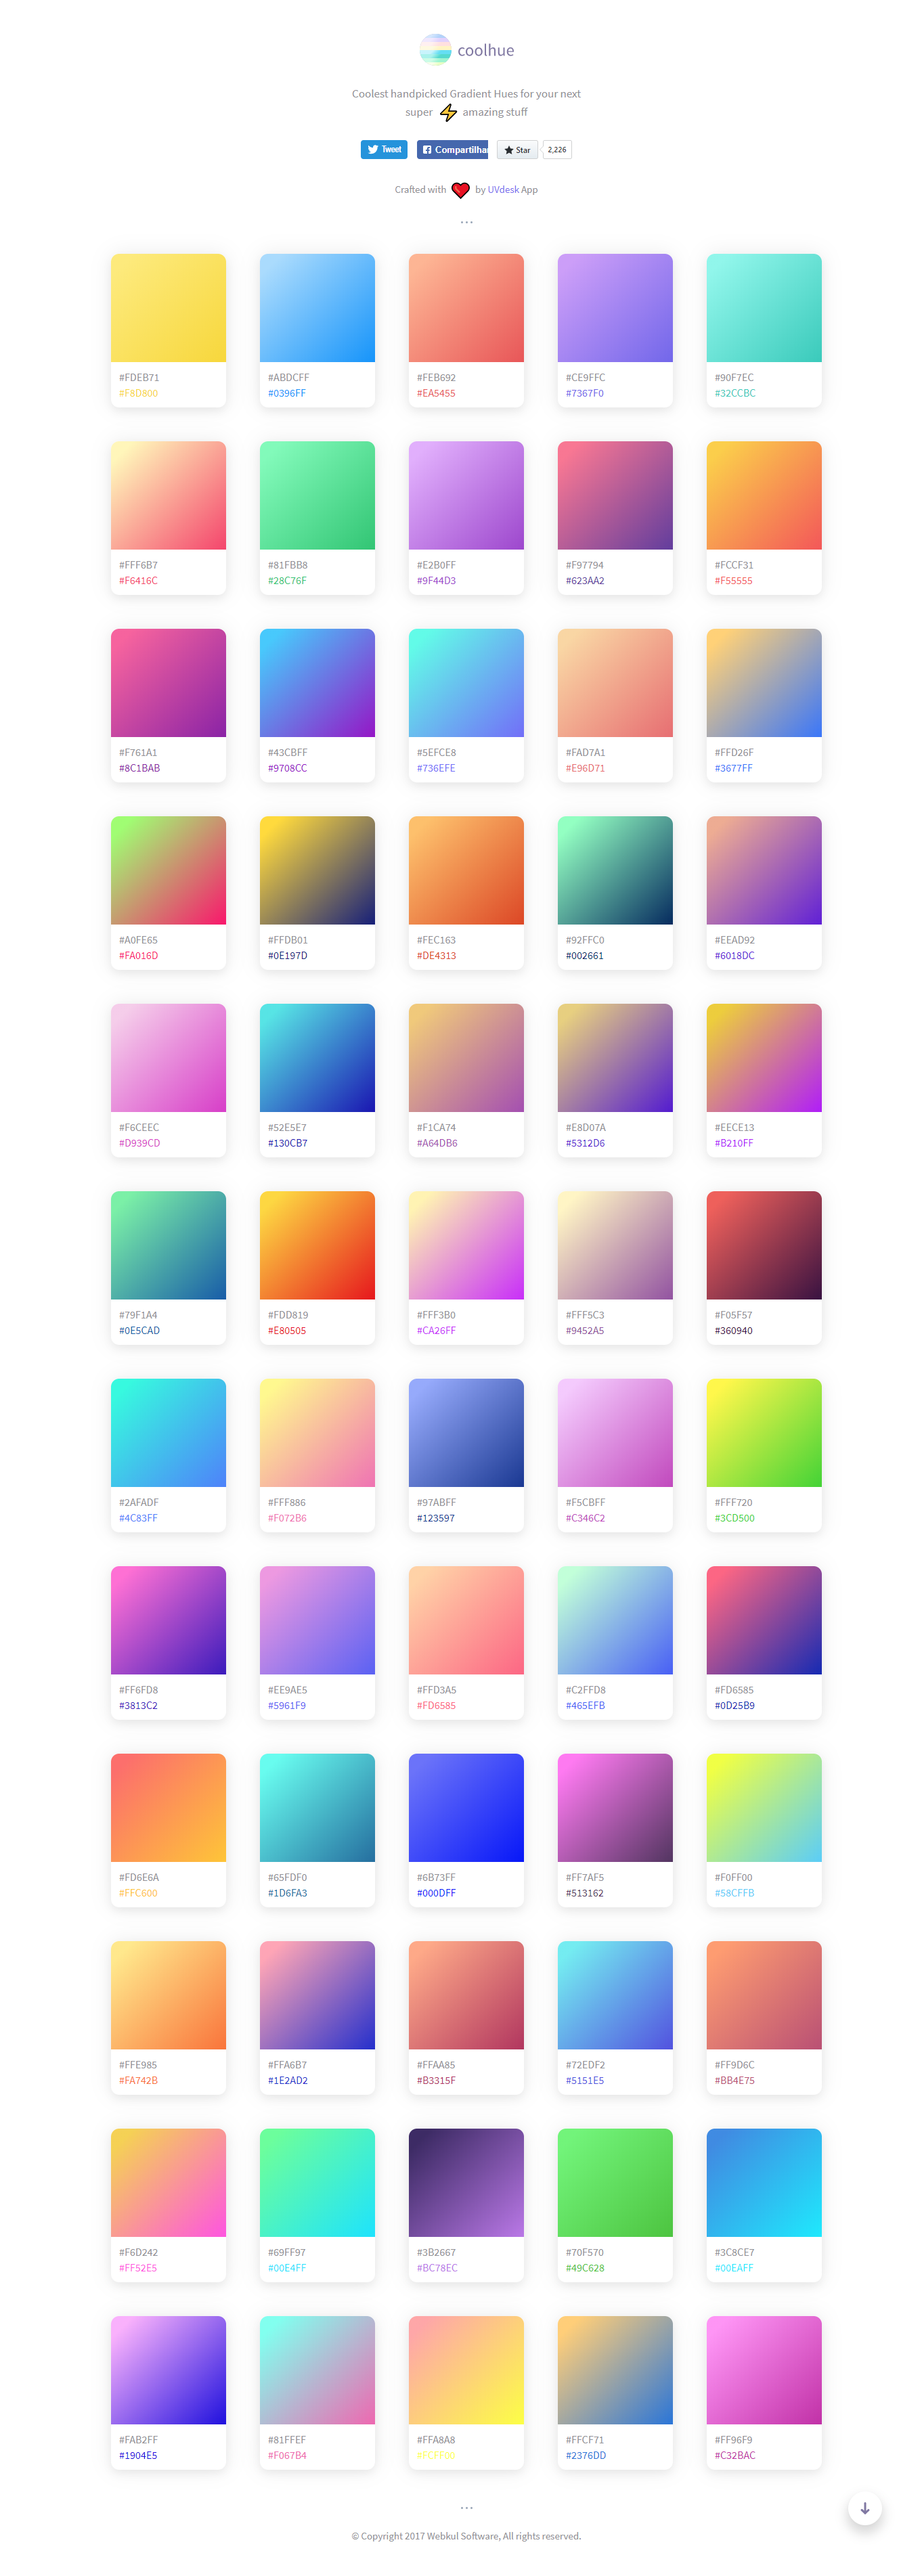 coolhue
Coolest handpicked Gradient Hues for your next
super amazing stuff
Tweet Compartilhar Star 2,226
Crafted with by UVdesk App
...
#FDEB71 #ABDCFF #FEB692 #CE9FFC #90F7EC
#F8D800 #0396FF #EA5455 #7367F0 #32CCBC
#FFF6B7 #81FBB8 #E2B0FF #F97794 #FCCF31
#F6416C #28C76F #9F44D3 #623AA2 #F55555
#F761A1 #43CBFF #5EFCE8 #FAD7A1 #FFD26F
#8C1BAB #9708CC #736EFE #E96D71 #3677FF
#A0FE65 #FFDB01 #FEC163 #92FFC0 #EEAD92
#FA016D #0E197D #DE4313 #002661 #6018DC
#F6CEEC #52E5E7 #F1CA74 #E8D07A #EECE13
#D939CD #130CB7 #A64DB6 #5312D6 #B210FF
#79F1A4 #FDD819 #FFF3B0 #FFF5C3 #F05F57
#0E5CAD #E80505 #CA26FF #9452A5 #360940
#2AFADF #FFF886 #97ABFF #F5CBFF #FFF720
#4C83FF #F072B6 #123597 #C346C2 #3CD500
#FF6FD8 #EE9AE5 #FFD3A5 #C2FFD8 #FD6585
#3813C2 #5961F9 #FD6585 #465EFB #0D25B9
#FD6E6A #65FDF0 #6B73FF #FF7AF5 #F0FF00
#FFC600 #1D6FA3 #000DFF #513162 #58CFFB
#FFE985 #FFA6B7 #FFAA85 #72EDF2 #FF9D6C
#FA742B #1E2AD2 #B3315F #5151E5 #BB4E75
#F6D242 #69FF97 #3B2667 #70F570 #3C8CE7
#FF52E5 #00E4FF #BC78EC #49C628 #00EAFF
#FAB2FF #81FFEF #FFA8A8 #FFCF71 #FF96F9
#1904E5 #F067B4 #FCFF00 #2376DD #C32BAC
...
© Copyright 2017 Webkul Software, All rights reserved.